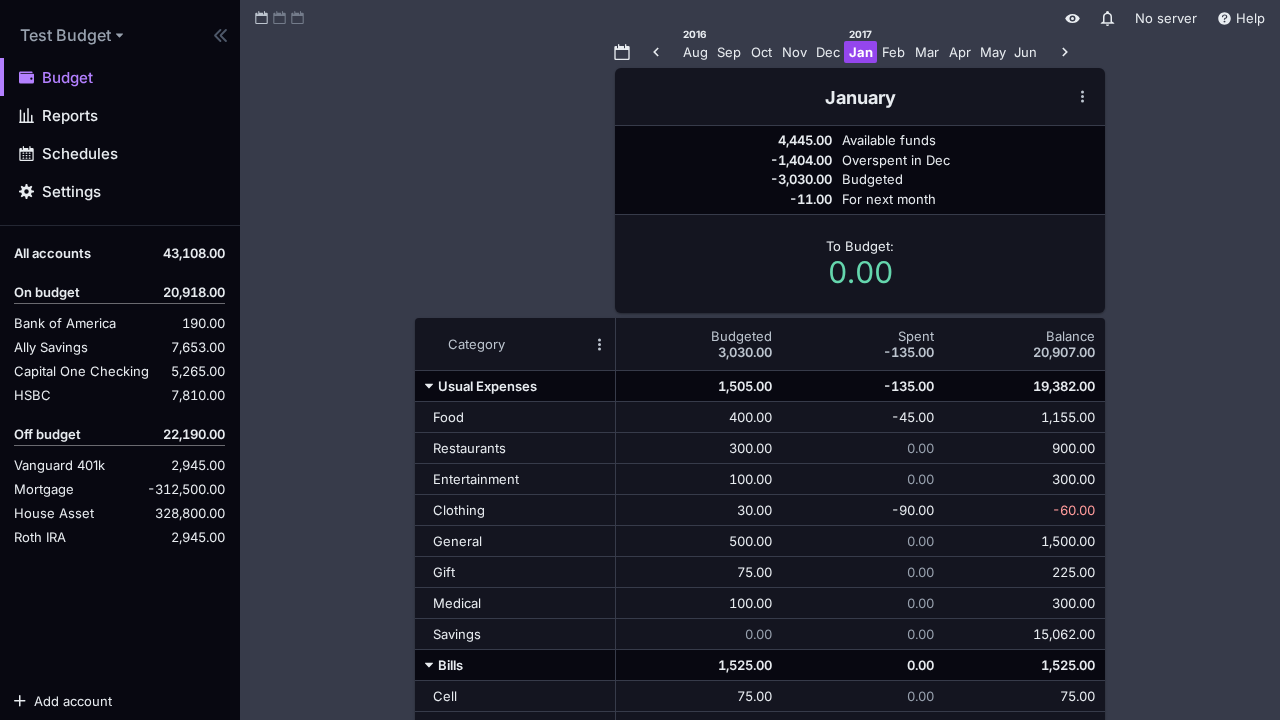 Test Budget
Budget
Reports
Schedules
Settings
All accounts 43,108.00
On budget 20,918.00
Bank of America 190.00
Ally Savings 7,653.00
Capital One Checking 5,265.00
HSBC 7,810.00
Off budget 22,190.00
Vanguard 401k 2,945.00
Mortgage -312,500.00
House Asset 328,800.00
Roth IRA 2,945.00
Add account
No server Help
2016 2017
Aug Sep Oct Nov Dec Jan Feb Mar Apr May Jun
January
4,445.00 Available funds
-1,404.00 Overspent in Dec
-3,030.00 Budgeted
-11.00 For next month
To Budget:
0.00
Category Budgeted Spent Balance
3,030.00 -135.00 20,907.00
Usual Expenses 1,505.00 -135.00 19,382.00
Food 400.00 -45.00 1,155.00
Restaurants 300.00 0.00 900.00
Entertainment 100.00 0.00 300.00
Clothing 30.00 -90.00 -60.00
General 500.00 0.00 1,500.00
Gift 75.00 0.00 225.00
Medical 100.00 0.00 300.00
Savings 0.00 0.00 15,062.00
Bills 1,525.00 0.00 1,525.00
Cell 75.00 0.00 75.00